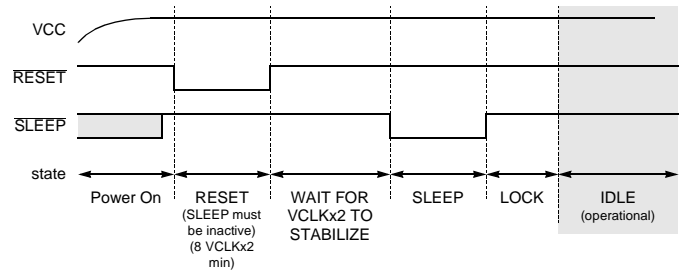 VCC
RESET
SLEEP
state
Power On
RESET
(SLEEP must
be inactive)
(8 VCLKx2
min)
WAIT FOR
VCLKx2 TO
STABILIZE
SLEEP
LOCK
IDLE
(operational)